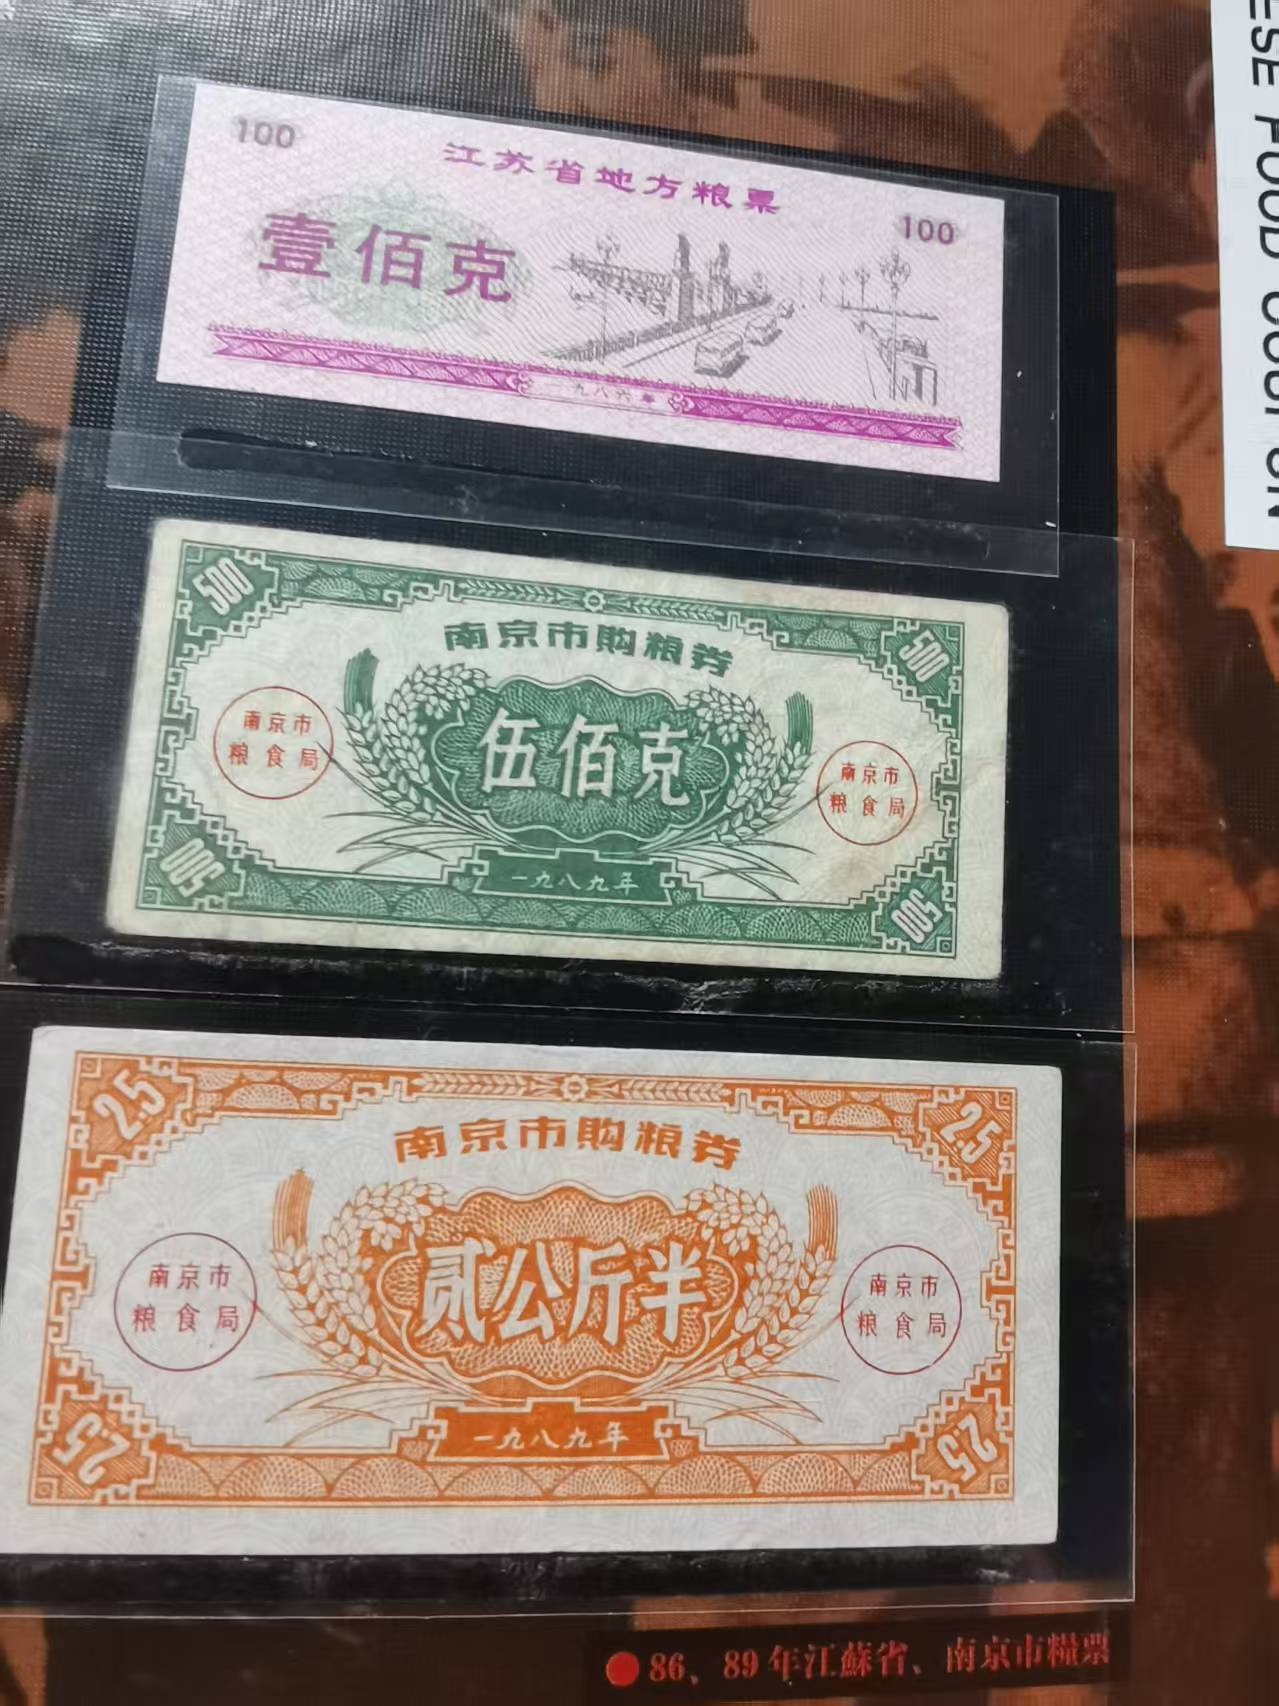 ESE FOOD COUPON
100
江苏省地方粮票
100
壹佰克
一九八六年
500
500
南京市购粮券
南京市
粮食局
伍佰克
南京市
粮食局
500
一九八九年
500
2.5
2.5
南京市购粮券
南京市
粮食局
贰公斤半
南京市
粮食局
2.5
一九八九年
2.5
86、89年江蘇省、南京市糧票